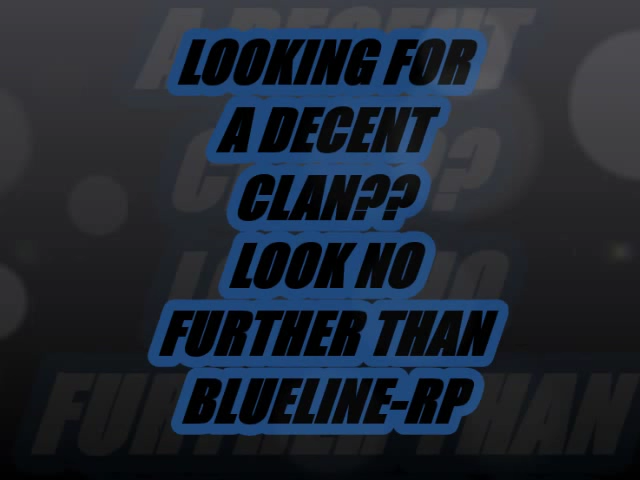 LOOKING FOR
A DECENT
CLAN??
LOOK NO
FURTHER THAN
BLUELINE-RP